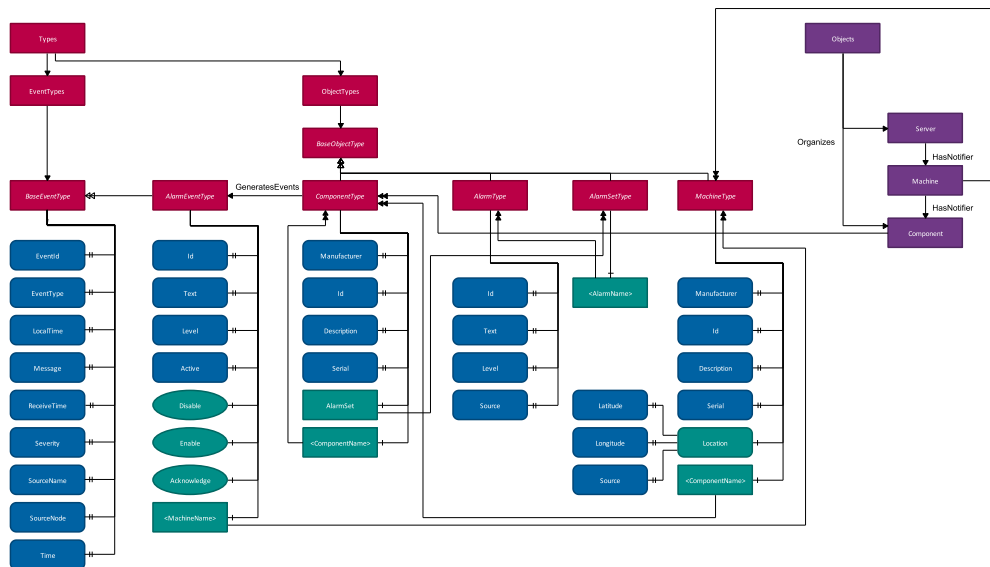 Types
Objects
EventTypes
ObjectTypes
Server
BaseObjectType
Organizes
HasNotifier
Machine
GeneratesEvents
BaseEventType
AlarmEventType
ComponentType
AlarmType
AlarmSetType
MachineType
HasNotifier
Component
EventId
Id
Manufacturer
Id
<AlarmName>
Manufacturer
EventType
Text
Id
Text
Id
LocalTime
Level
Description
Level
Description
Message
Active
Serial
Source
Serial
ReceiveTime
Disable
AlarmSet
Latitude
Location
Severity
Enable
<ComponentName>
Longitude
<ComponentName>
SourceName
Acknowledge
Source
SourceNode
<MachineName>
Time